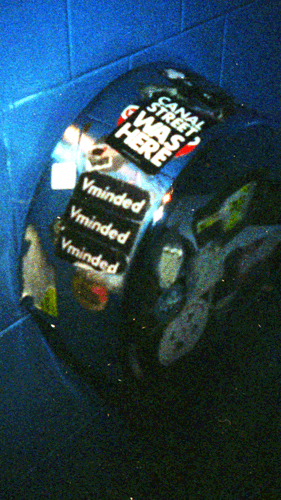 CANAL
STREET
WAS
HERE
Vminded
Vminded
Vminded